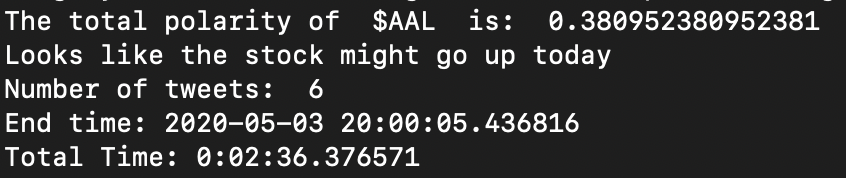 The total polarity of  $AAL  is:  0.380952380952381
Looks like the stock might go up today
Number of tweets:  6
End time: 2020-05-03 20:00:05.436816
Total Time: 0:02:36.376571